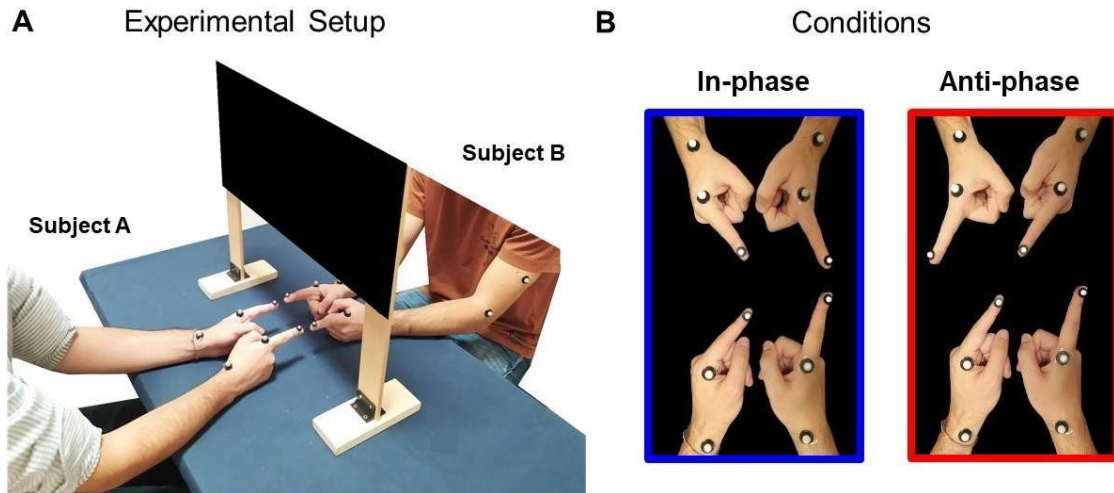 A
Experimental Setup
Subject B
Subject A
B
Conditions
In-phase
Anti-phase